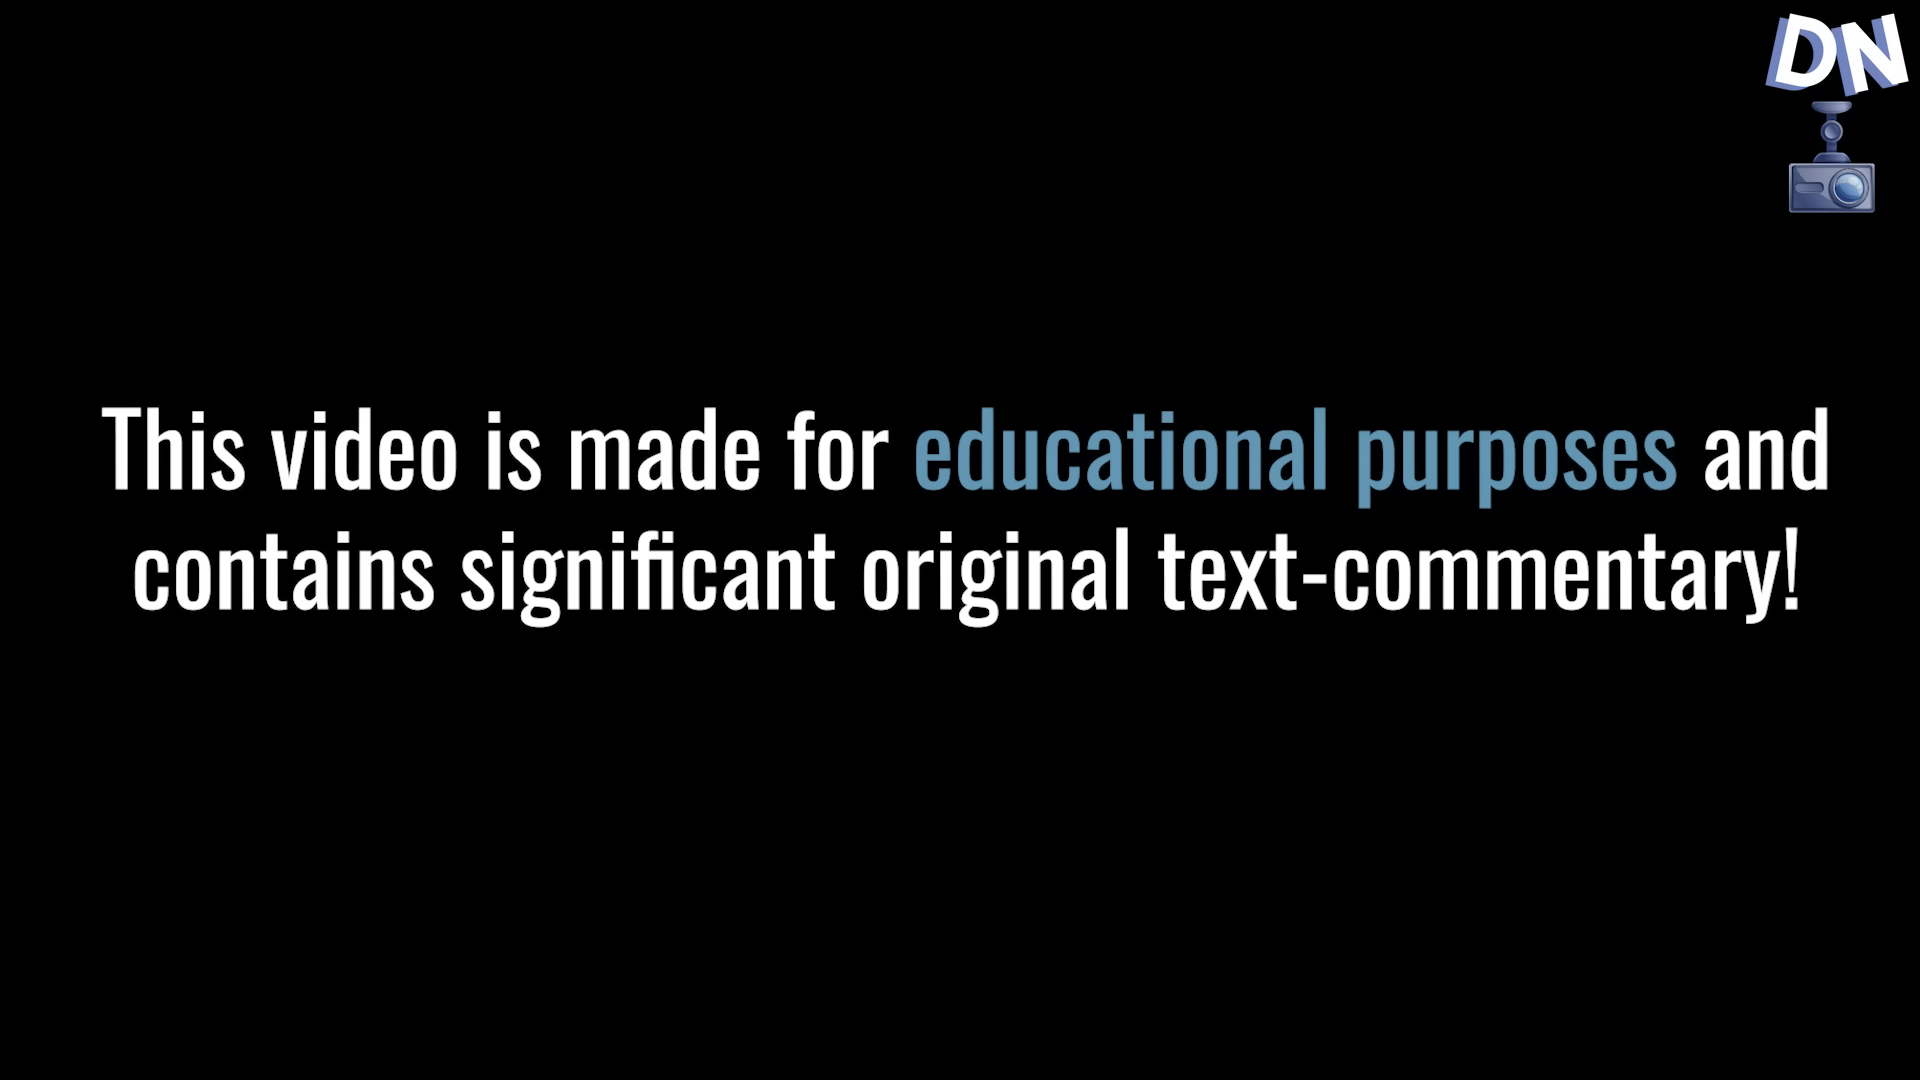 DN
This video is made for educational purposes and
contains significant original text-commentary!